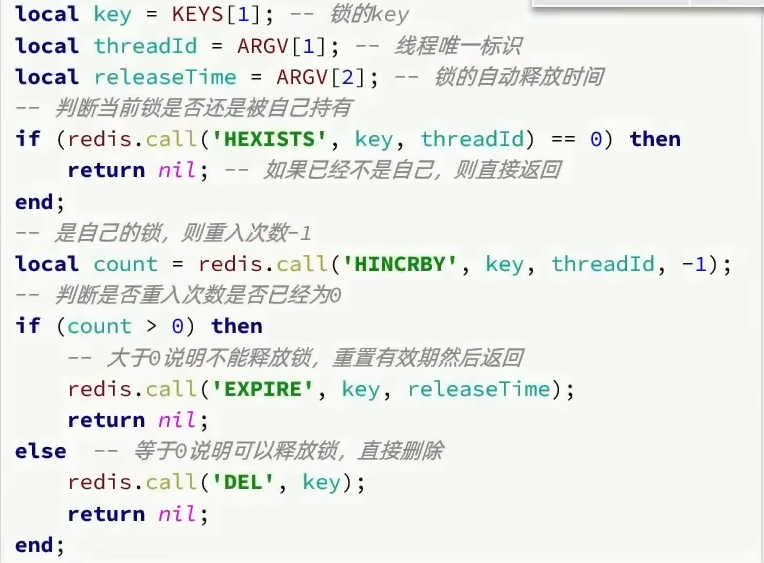 local key = KEYS[1]; -- 锁的key
local threadId = ARGV[1]; -- 线程唯一标识
local releaseTime = ARGV[2]; -- 锁的自动释放时间
-- 判断当前锁是否还是被自己持有
if (redis.call('HEXISTS', key, threadId) == 0) then
    return nil; -- 如果已经不是自己，则直接返回
end;
-- 是自己的锁，则重入次数-1
local count = redis.call('HINCRBY', key, threadId, -1);
-- 判断是否重入次数是否已经为0
if (count > 0) then
    -- 大于0说明不能释放锁，重置有效期然后返回
    redis.call('EXPIRE', key, releaseTime);
    return nil;
else  -- 等于0说明可以释放锁，直接删除
    redis.call('DEL', key);
    return nil;
end;